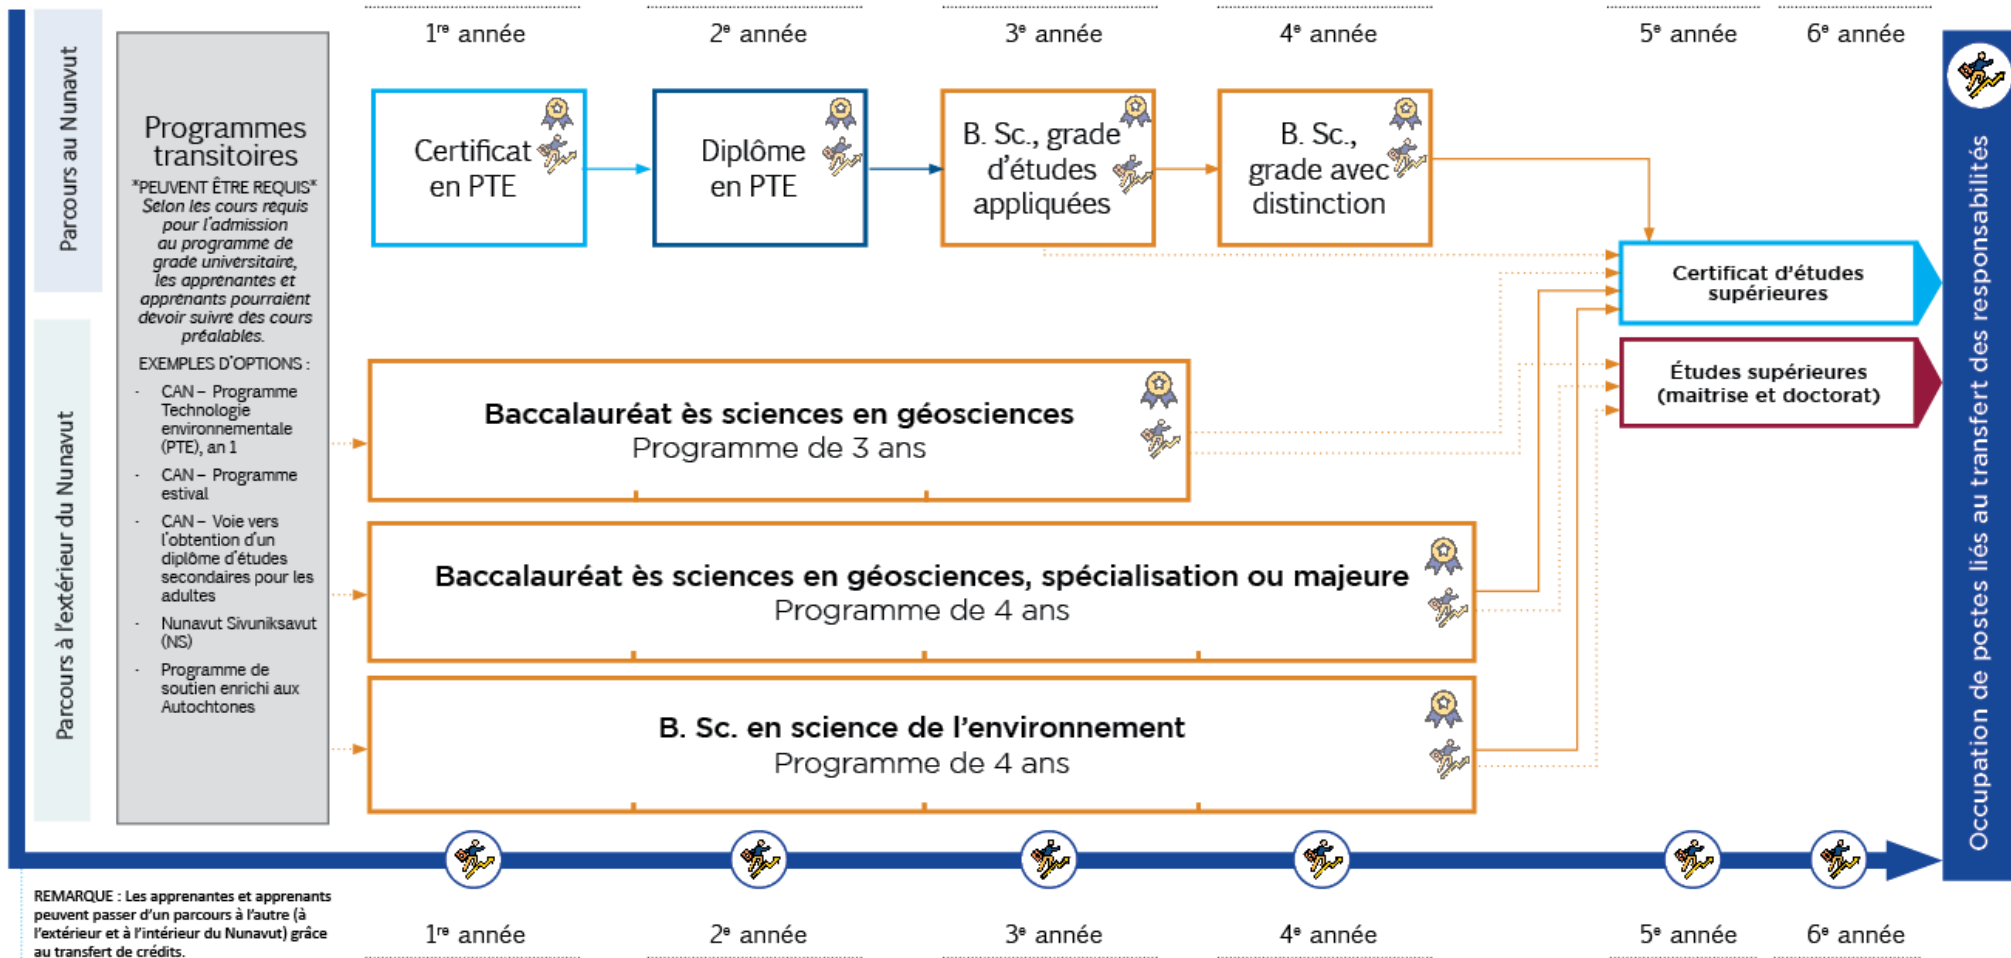 1re année
2e année
3e année
4e année
5e année
6e année
Parcours au Nunavut
Parcours à l'extérieur du Nunavut
Programmes
transitoires
*PEUVENT ÊTRE REQUIS*
Selon les cours requis
pour l'admission
au programme de
grade universitaire,
les apprenantes et
apprenants pourraient
devoir suivre des cours
préalables.
EXEMPLES D'OPTIONS :
- CAN – Programme
Technologie
environnementale
(PTE), an 1
- CAN – Programme
estival
- CAN – Voie vers
l'obtention d'un
diplôme d'études
secondaires pour les
adultes
- Nunavut Sivuniksavut
(NS)
- Programme de
soutien enrichi aux
Autochtones
Certificat
en PTE
Diplôme
en PTE
B. Sc., grade
d'études
appliquées
B. Sc.,
grade avec
distinction
Certificat d'études
supérieures
Études supérieures
(maitrise et doctorat)
Baccalauréat ès sciences en géosciences
Programme de 3 ans
Baccalauréat ès sciences en géosciences, spécialisation ou majeure
Programme de 4 ans
B. Sc. en science de l'environnement
Programme de 4 ans
Occupation de postes liés au transfert des responsabilités
REMARQUE : Les apprenantes et apprenants
peuvent passer d'un parcours à l'autre (à
l'extérieur et à l'intérieur du Nunavut) grâce
au transfert de crédits.
1re année
2e année
3e année
4e année
5e année
6e année